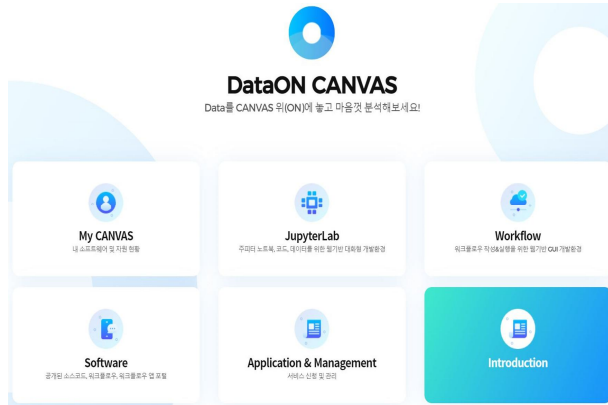 DataON CANVAS
Data를 CANVAS 위(ON)에 놓고 마음껏 분석해보세요!
My CANVAS
내 소프트웨어 및 자원 현황
JupyterLab
주피터 노트북, 코드, 데이터를 위한 웹기반 대화형 개발환경
Workflow
워크플로우 작성&실행을 위한 웹기반 GUI 개발환경
Software
공개된 소스코드, 워크플로우, 워크플로우 앱 포털
Application & Management
서비스 신청 및 관리
Introduction